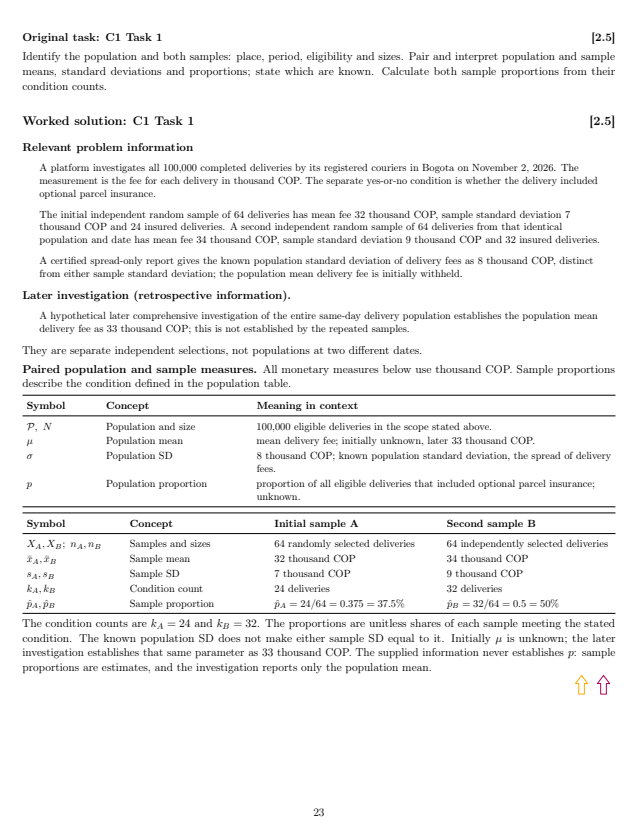 Original task: C1 Task 1 [2.5]
Identify the population and both samples: place, period, eligibility and sizes. Pair and interpret population and sample
means, standard deviations and proportions; state which are known. Calculate both sample proportions from their
condition counts.
Worked solution: C1 Task 1 [2.5]
Relevant problem information
A platform investigates all 100,000 completed deliveries by its registered couriers in Bogota on November 2, 2026. The
measurement is the fee for each delivery in thousand COP. The separate yes-or-no condition is whether the delivery included
optional parcel insurance.
The initial independent random sample of 64 deliveries has mean fee 32 thousand COP, sample standard deviation 7
thousand COP and 24 insured deliveries. A second independent random sample of 64 deliveries from that identical
population and date has mean fee 34 thousand COP, sample standard deviation 9 thousand COP and 32 insured deliveries.
A certified spread-only report gives the known population standard deviation of delivery fees as 8 thousand COP, distinct
from either sample standard deviation; the population mean delivery fee is initially withheld.
Later investigation (retrospective information).
A hypothetical later comprehensive investigation of the entire same-day delivery population establishes the population mean
delivery fee as 33 thousand COP; this is not established by the repeated samples.
They are separate independent selections, not populations at two different dates.
Paired population and sample measures. All monetary measures below use thousand COP. Sample proportions
describe the condition defined in the population table.
Symbol Concept Meaning in context
𝒫, N Population and size 100,000 eligible deliveries in the scope stated above.
μ Population mean mean delivery fee; initially unknown, later 33 thousand COP.
σ Population SD 8 thousand COP; known population standard deviation, the spread of delivery
fees.
p Population proportion proportion of all eligible deliveries that included optional parcel insurance;
unknown.
Symbol Concept Initial sample A Second sample B
X_A, X_B; n_A, n_B Samples and sizes 64 randomly selected deliveries 64 independently selected deliveries
x̄_A, x̄_B Sample mean 32 thousand COP 34 thousand COP
s_A, s_B Sample SD 7 thousand COP 9 thousand COP
k_A, k_B Condition count 24 deliveries 32 deliveries
p̂_A, p̂_B Sample proportion p̂_A = 24/64 = 0.375 = 37.5% p̂_B = 32/64 = 0.5 = 50%
The condition counts are k_A = 24 and k_B = 32. The proportions are unitless shares of each sample meeting the stated
condition. The known population SD does not make either sample SD equal to it. Initially μ is unknown; the later
investigation establishes that same parameter as 33 thousand COP. The supplied information never establishes p: sample
proportions are estimates, and the investigation reports only the population mean.
23